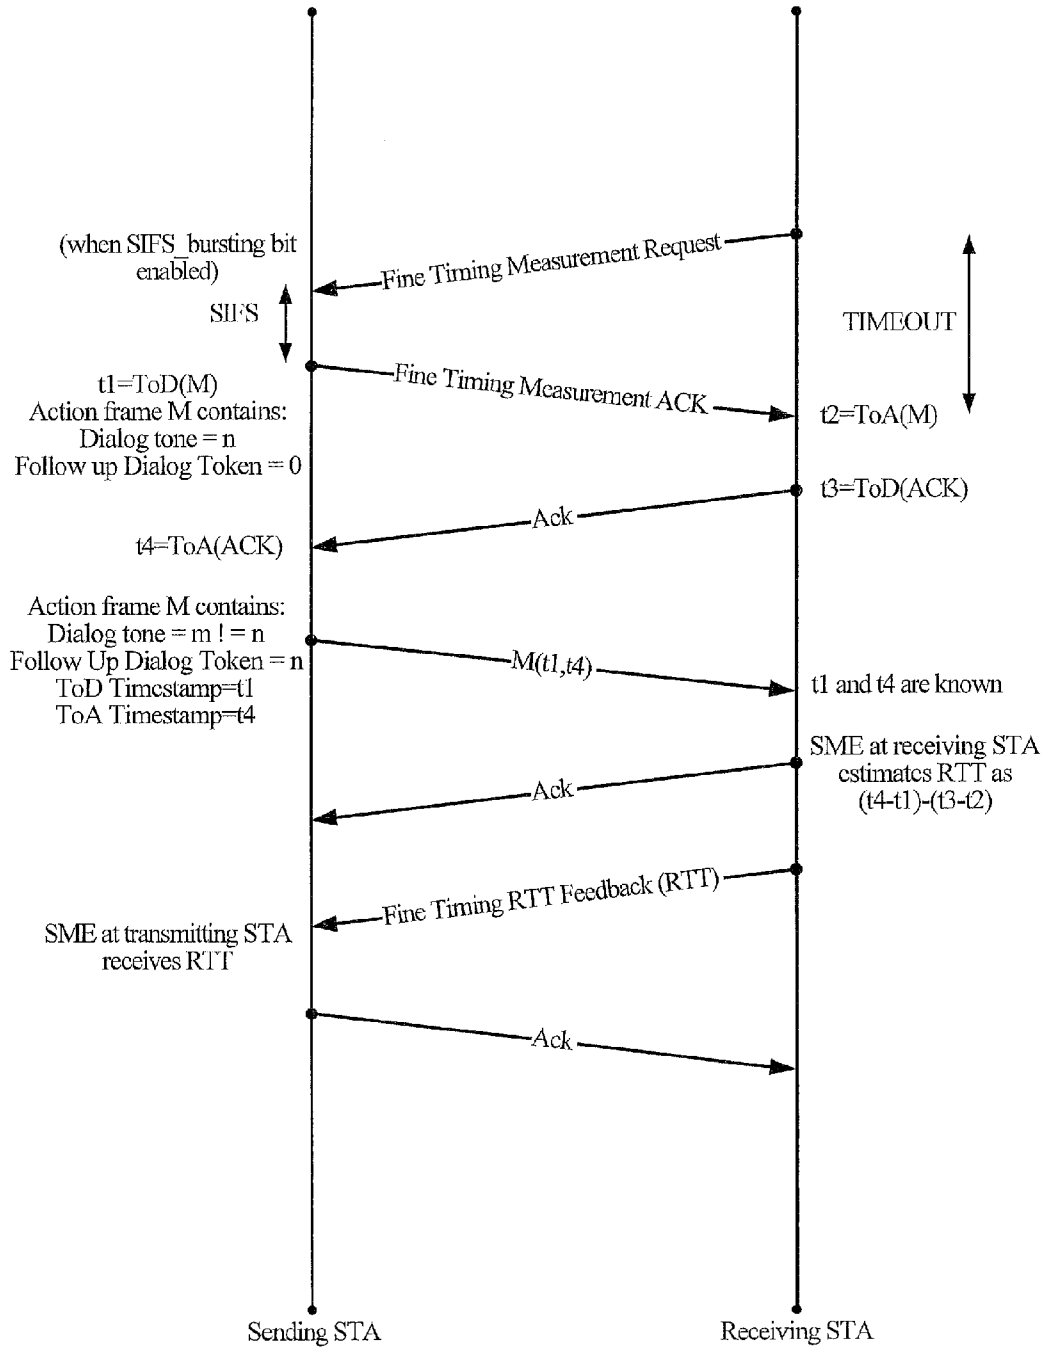 (when SIFS_bursting bit
enabled)
Fine Timing Measurement Request
SIFS
TIMEOUT
Fine Timing Measurement ACK
t1=ToD(M)
Action frame M contains:
Dialog tone = n
Follow up Dialog Token = 0
t2=ToA(M)
t3=ToD(ACK)
Ack
t4=ToA(ACK)
Action frame M contains:
Dialog tone = m ! = n
Follow Up Dialog Token = n
ToD Timestamp=t1
ToA Timestamp=t4
M(t1,t4)
t1 and t4 are known
SME at receiving STA
estimates RTT as
(t4-t1)-(t3-t2)
Ack
Fine Timing RTT Feedback (RTT)
SME at transmitting STA
receives RTT
Ack
Sending STA
Receiving STA